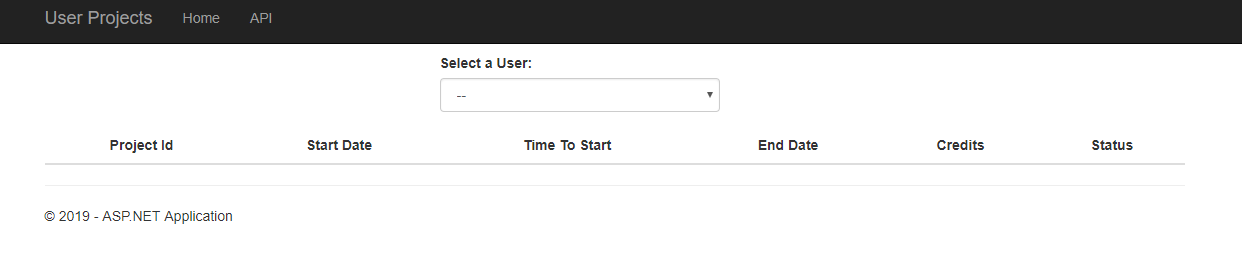 User Projects Home API
Select a User:
--
Project Id Start Date Time To Start End Date Credits Status
© 2019 - ASP.NET Application